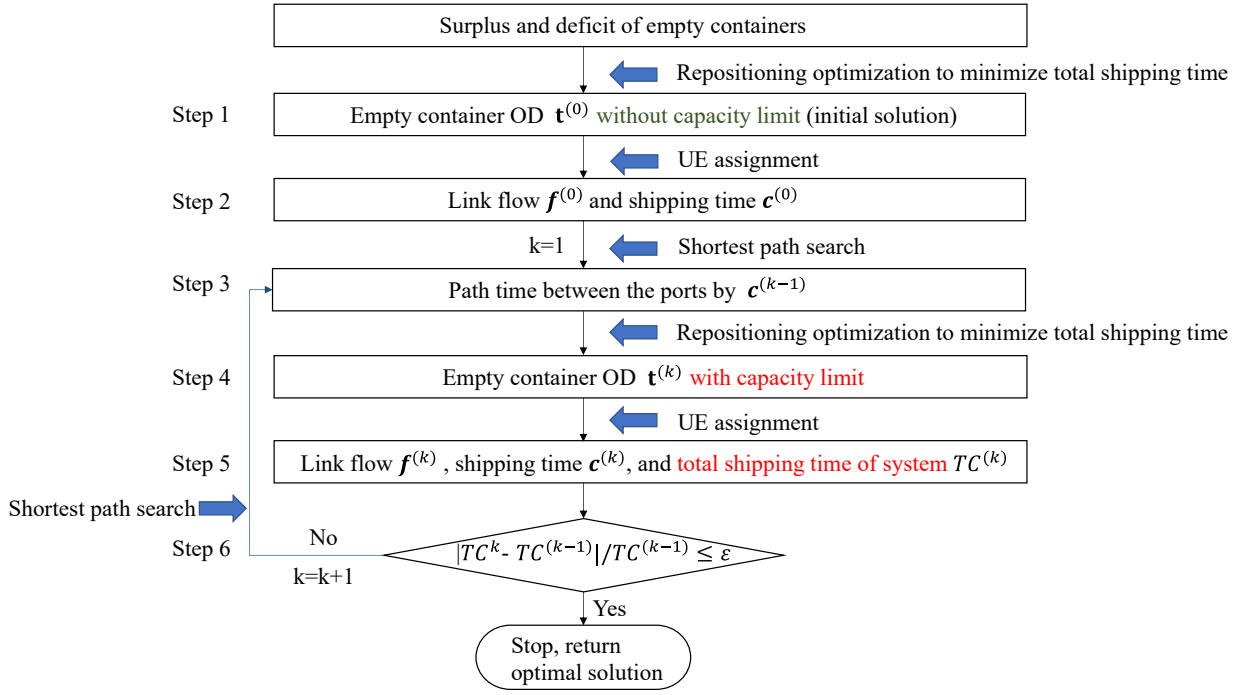 Surplus and deficit of empty containers
Repositioning optimization to minimize total shipping time
Step 1
Empty container OD 𝐭⁽⁰⁾ without capacity limit (initial solution)
UE assignment
Step 2
Link flow 𝒇⁽⁰⁾ and shipping time 𝒄⁽⁰⁾
k=1
Shortest path search
Step 3
Path time between the ports by 𝒄⁽ᵏ⁻¹⁾
Repositioning optimization to minimize total shipping time
Step 4
Empty container OD 𝐭⁽ᵏ⁾ with capacity limit
UE assignment
Step 5
Link flow 𝒇⁽ᵏ⁾ , shipping time 𝒄⁽ᵏ⁾, and total shipping time of system 𝑇𝐶⁽ᵏ⁾
Shortest path search
Step 6
No
|𝑇𝐶ᵏ- 𝑇𝐶⁽ᵏ⁻¹⁾|/𝑇𝐶⁽ᵏ⁻¹⁾ ≤ 𝜀
k=k+1
Yes
Stop, return
optimal solution